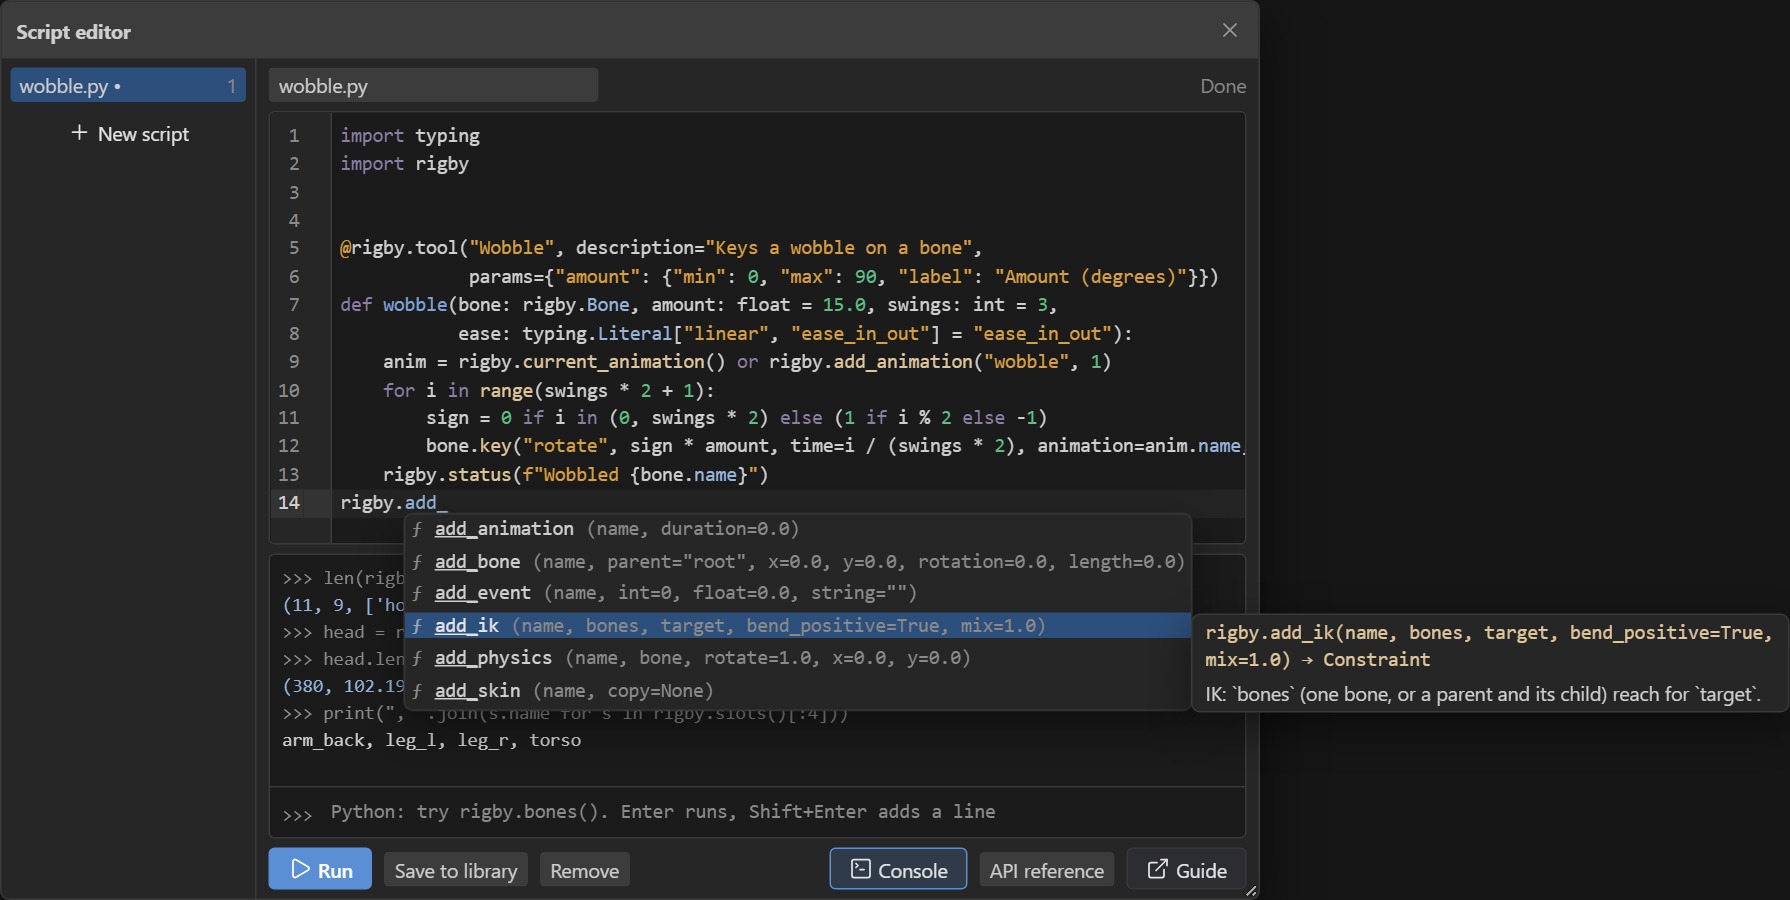 Script editor
wobble.py • 1
+ New script
wobble.py
Done
1 import typing
2 import rigby
3
4
5 @rigby.tool("Wobble", description="Keys a wobble on a bone",
6 params={"amount": {"min": 0, "max": 90, "label": "Amount (degrees)"}})
7 def wobble(bone: rigby.Bone, amount: float = 15.0, swings: int = 3,
8 ease: typing.Literal["linear", "ease_in_out"] = "ease_in_out"):
9 anim = rigby.current_animation() or rigby.add_animation("wobble", 1)
10 for i in range(swings * 2 + 1):
11 sign = 0 if i in (0, swings * 2) else (1 if i % 2 else -1)
12 bone.key("rotate", sign * amount, time=i / (swings * 2), animation=anim.name,
13 rigby.status(f"Wobbled {bone.name}")
14 rigby.add_
ƒ add_animation (name, duration=0.0)
ƒ add_bone (name, parent="root", x=0.0, y=0.0, rotation=0.0, length=0.0)
ƒ add_event (name, int=0, float=0.0, string="")
ƒ add_ik (name, bones, target, bend_positive=True, mix=1.0)
ƒ add_physics (name, bone, rotate=1.0, x=0.0, y=0.0)
ƒ add_skin (name, copy=None)
rigby.add_ik(name, bones, target, bend_positive=True,
mix=1.0) → Constraint
IK: `bones` (one bone, or a parent and its child) reach for `target`.
>>> len(rigb
(11, 9, ['ho
>>> head = r
>>> head.len
(380, 102.19
>>> print(", ".join(s.name for s in rigby.slots()[:4]))
arm_back, leg_l, leg_r, torso
>>> Python: try rigby.bones(). Enter runs, Shift+Enter adds a line
Run
Save to library
Remove
Console
API reference
Guide